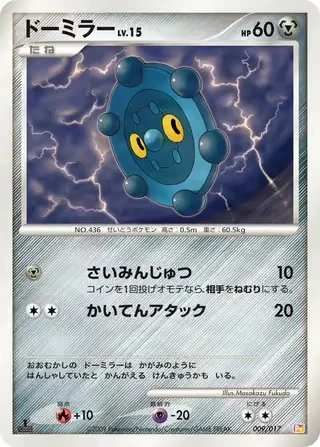 ドーミラー LV.15 HP60
たね
NO.436 せいどうポケモン 高さ：0.5m 重さ：60.5kg
さいみんじゅつ 10
コインを1回投げオモテなら、相手をねむりにする。
かいてんアタック 20
おおむかしの ドーミラーは かがみのように
はんしゃしていたと かんがえる けんきゅうかも いる。
Illus.Masakazu Fukuda
弱点 抵抗力 にげる
+10 -20 009/017
©2009 Pokémon/Nintendo/Creatures/GAME FREAK.